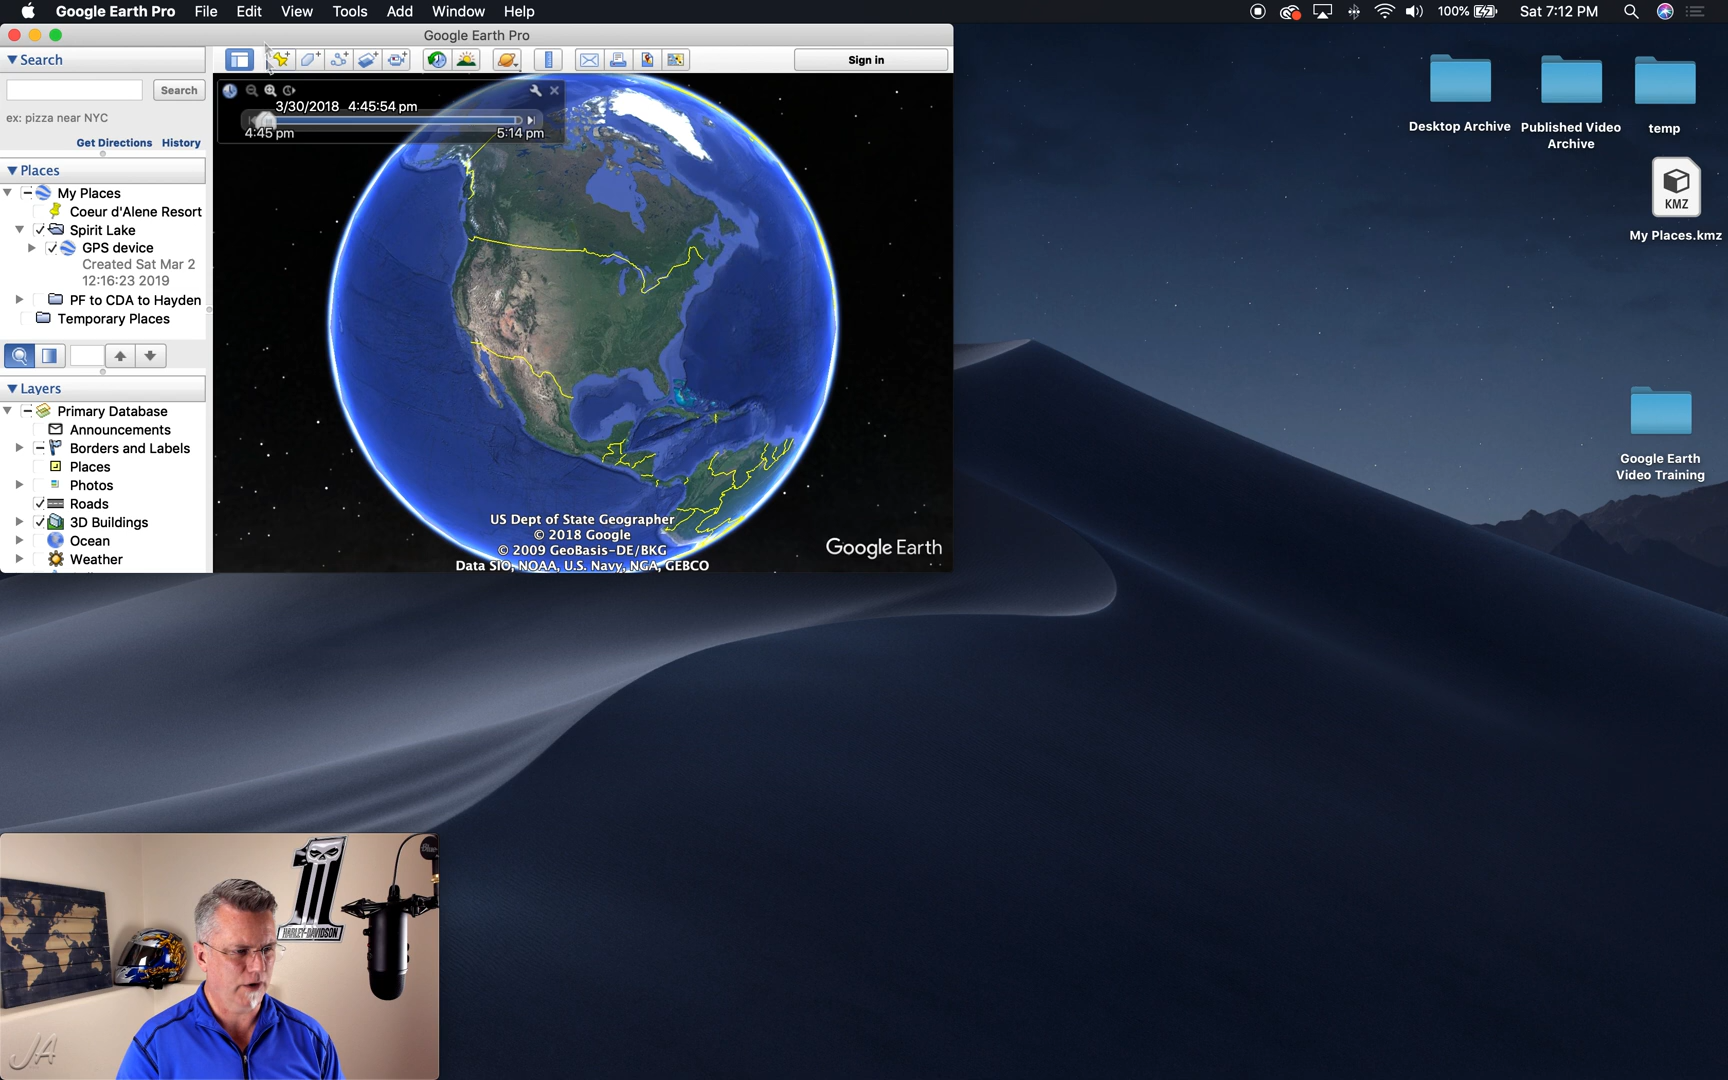 Google Earth Pro File Edit View Tools Add Window Help
100% Sat 7:12 PM
Google Earth Pro
Search
Search
ex: pizza near NYC
Get Directions History
Places
My Places
Coeur d'Alene Resort
Spirit Lake
GPS device
Created Sat Mar 2
12:16:23 2019
PF to CDA to Hayden
Temporary Places
Layers
Primary Database
Announcements
Borders and Labels
Places
Photos
Roads
3D Buildings
Ocean
Weather
Sign in
3/30/2018 4:45:54 pm
4:45 pm 5:14 pm
US Dept of State Geographer
© 2018 Google
© 2009 GeoBasis-DE/BKG
Data SIO, NOAA, U.S. Navy, NGA, GEBCO
Google Earth
Desktop Archive
Published Video
Archive
temp
KMZ
My Places.kmz
Google Earth
Video Training
1
HARLEY-DAVIDSON
Blue
JA